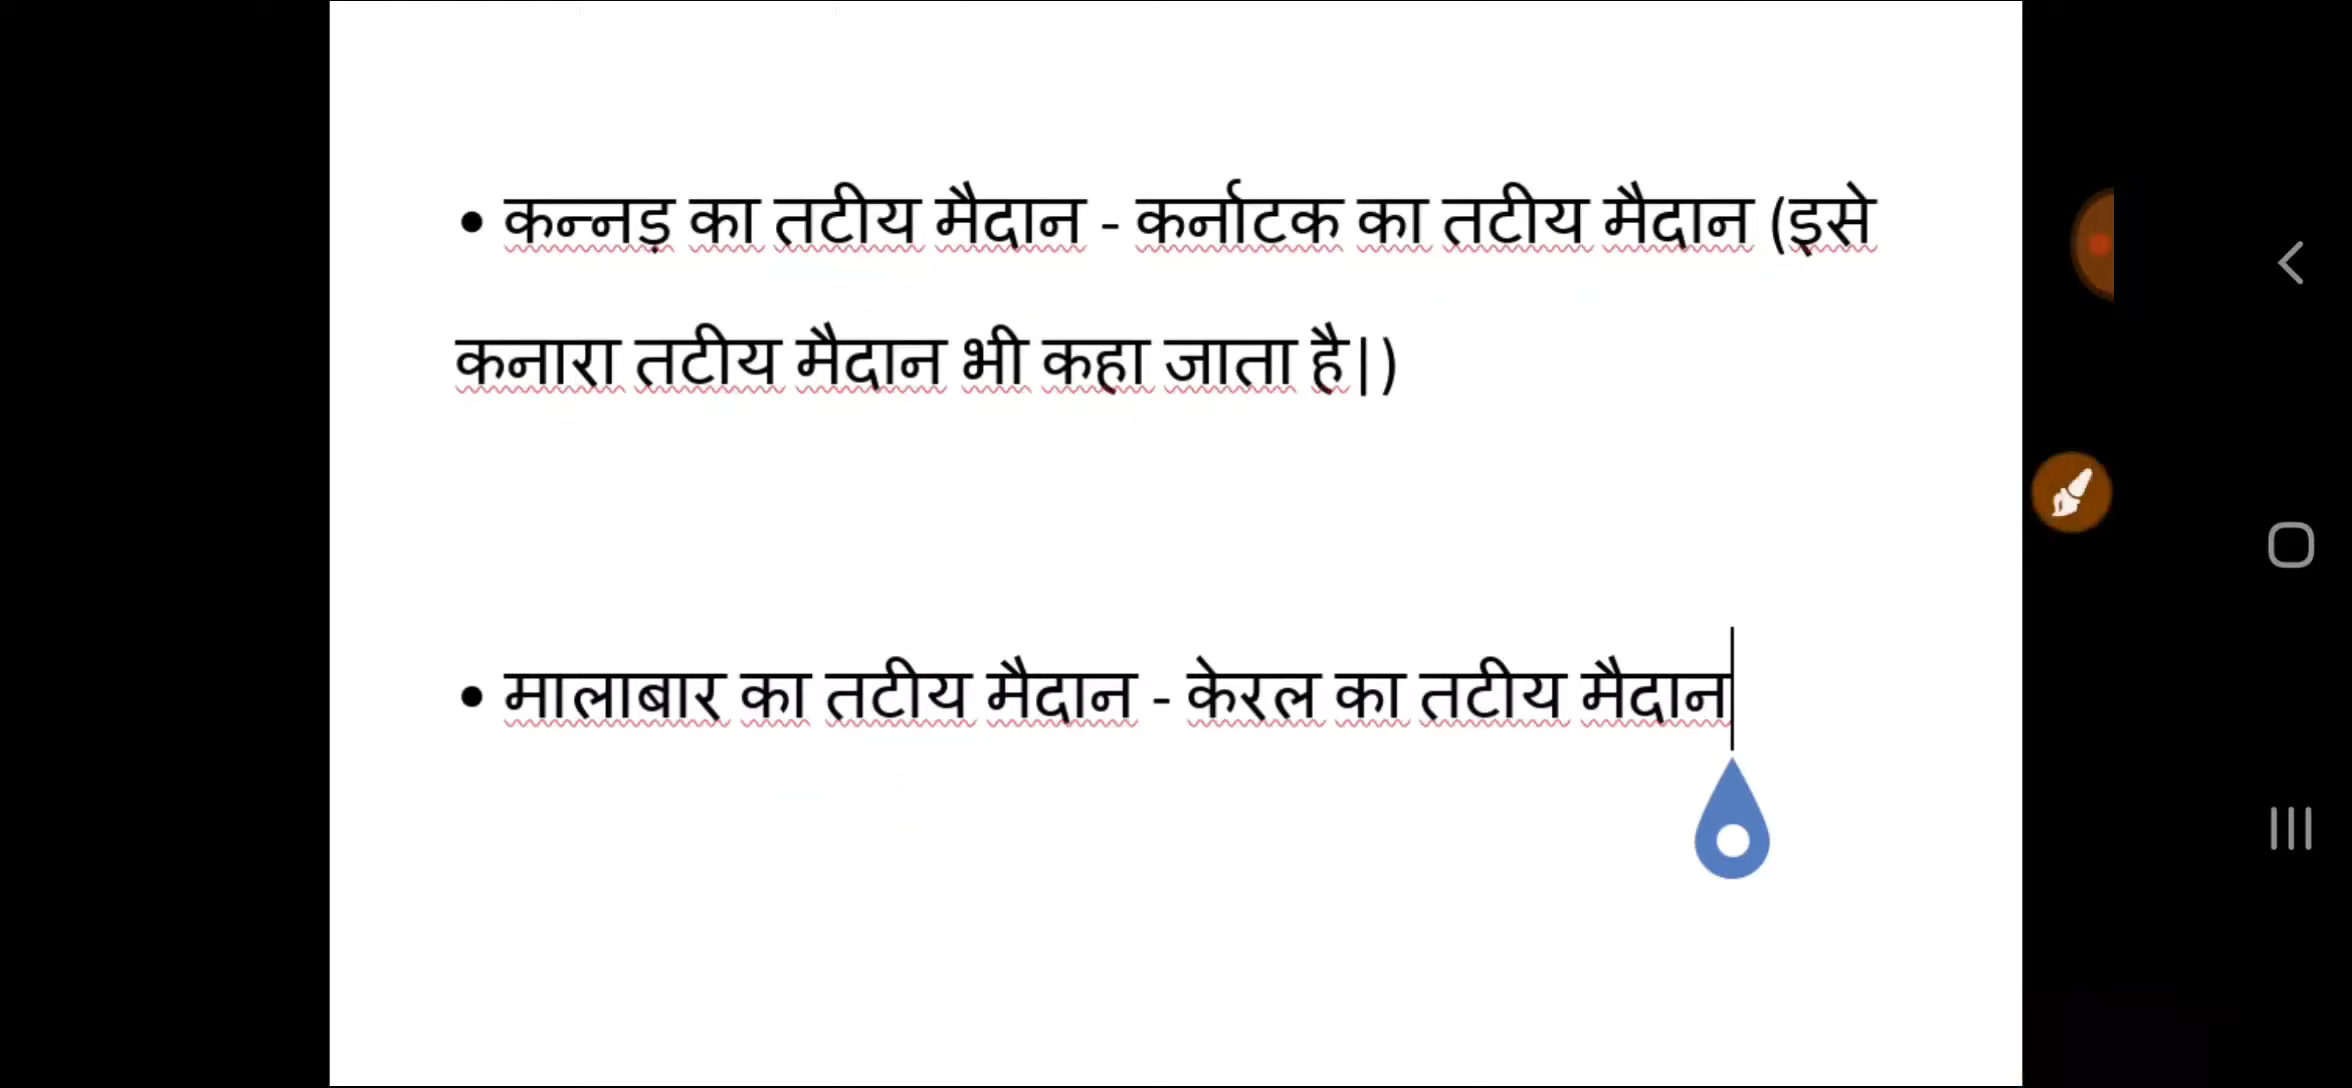 • कन्नड़ का तटीय मैदान - कर्नाटक का तटीय मैदान (इसे
कनारा तटीय मैदान भी कहा जाता है|)
• मालाबार का तटीय मैदान - केरल का तटीय मैदान